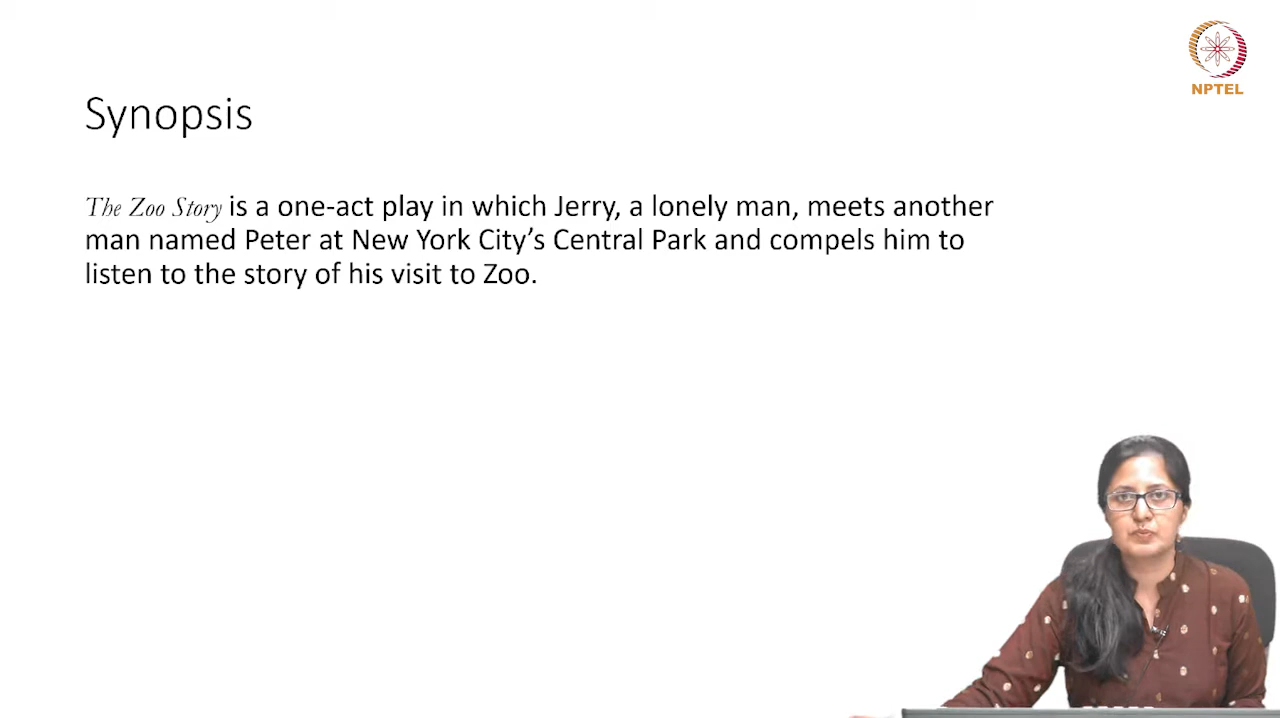 NPTEL
Synopsis
The Zoo Story is a one-act play in which Jerry, a lonely man, meets another
man named Peter at New York City’s Central Park and compels him to
listen to the story of his visit to Zoo.